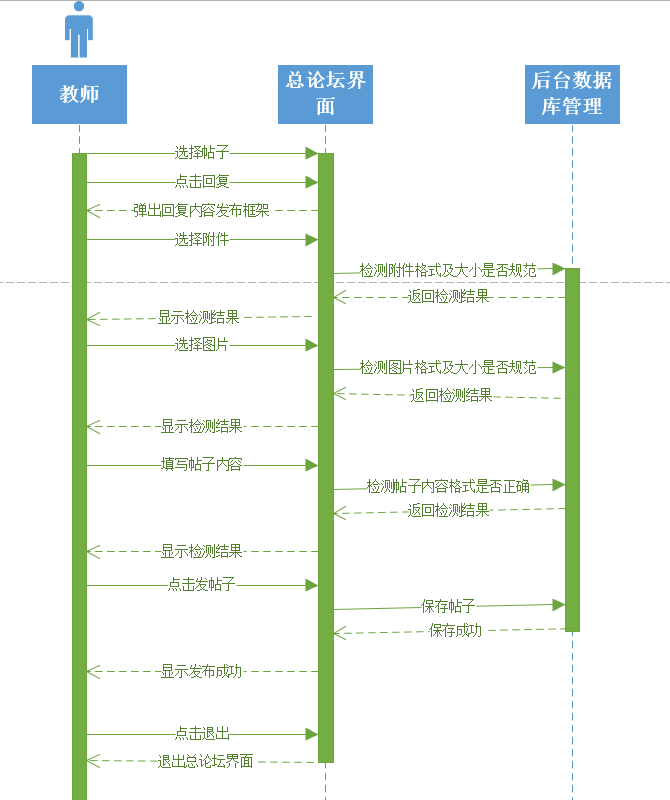 教师
总论坛界
面
后台数据
库管理
选择帖子
点击回复
弹出回复内容发布框架
选择附件
检测附件格式及大小是否规范
返回检测结果
显示检测结果
选择图片
检测图片格式及大小是否规范
返回检测结果
显示检测结果
填写帖子内容
检测帖子内容格式是否正确
返回检测结果
显示检测结果
点击发帖子
保存帖子
保存成功
显示发布成功
点击退出
退出总论坛界面